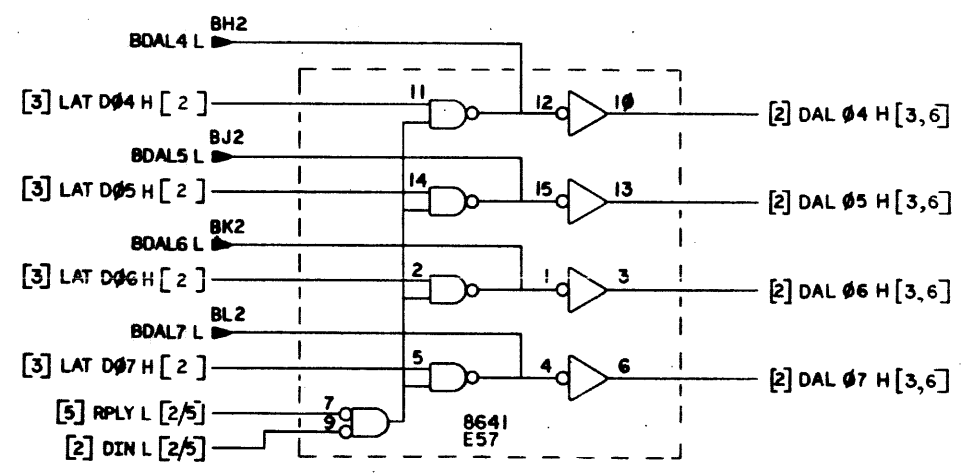 BH2
BDAL4 L
[3] LAT DØ4 H [ 2 ] 11 12 1Ø [2] DAL Ø4 H [3,6]
BJ2
BDAL5 L
[3] LAT DØ5 H [ 2 ] 14 15 13 [2] DAL Ø5 H [3,6]
BK2
BDAL6 L
[3] LAT DØ6 H [ 2 ] 2 1 3 [2] DAL Ø6 H [3,6]
BL2
BDAL7 L
[3] LAT DØ7 H [ 2 ] 5 4 6 [2] DAL Ø7 H [3,6]
[5] RPLY L [2/5] 7
[2] DIN L [2/5] 9
8641
E57